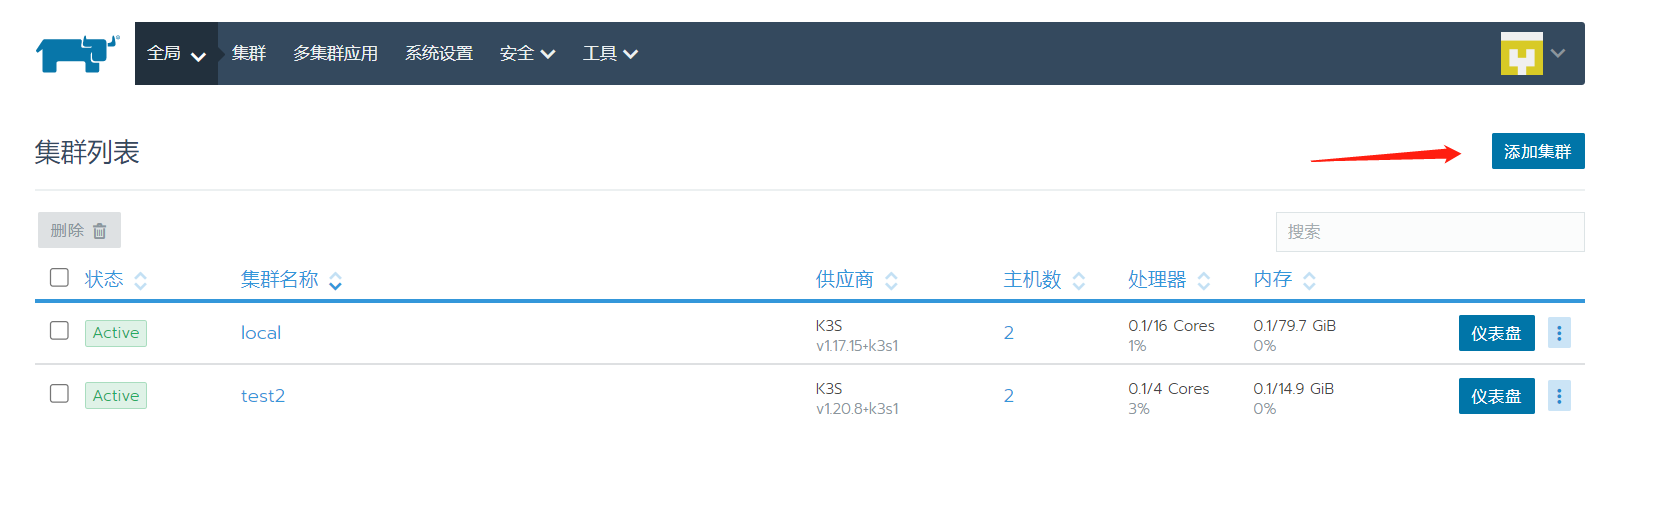 全局 集群 多集群应用 系统设置 安全 工具
集群列表
添加集群
删除
搜索
状态 集群名称 供应商 主机数 处理器 内存
Active local K3S 2 0.1/16 Cores 0.1/79.7 GiB 仪表盘
v1.17.15+k3s1 1% 0%
Active test2 K3S 2 0.1/4 Cores 0.1/14.9 GiB 仪表盘
v1.20.8+k3s1 3% 0%